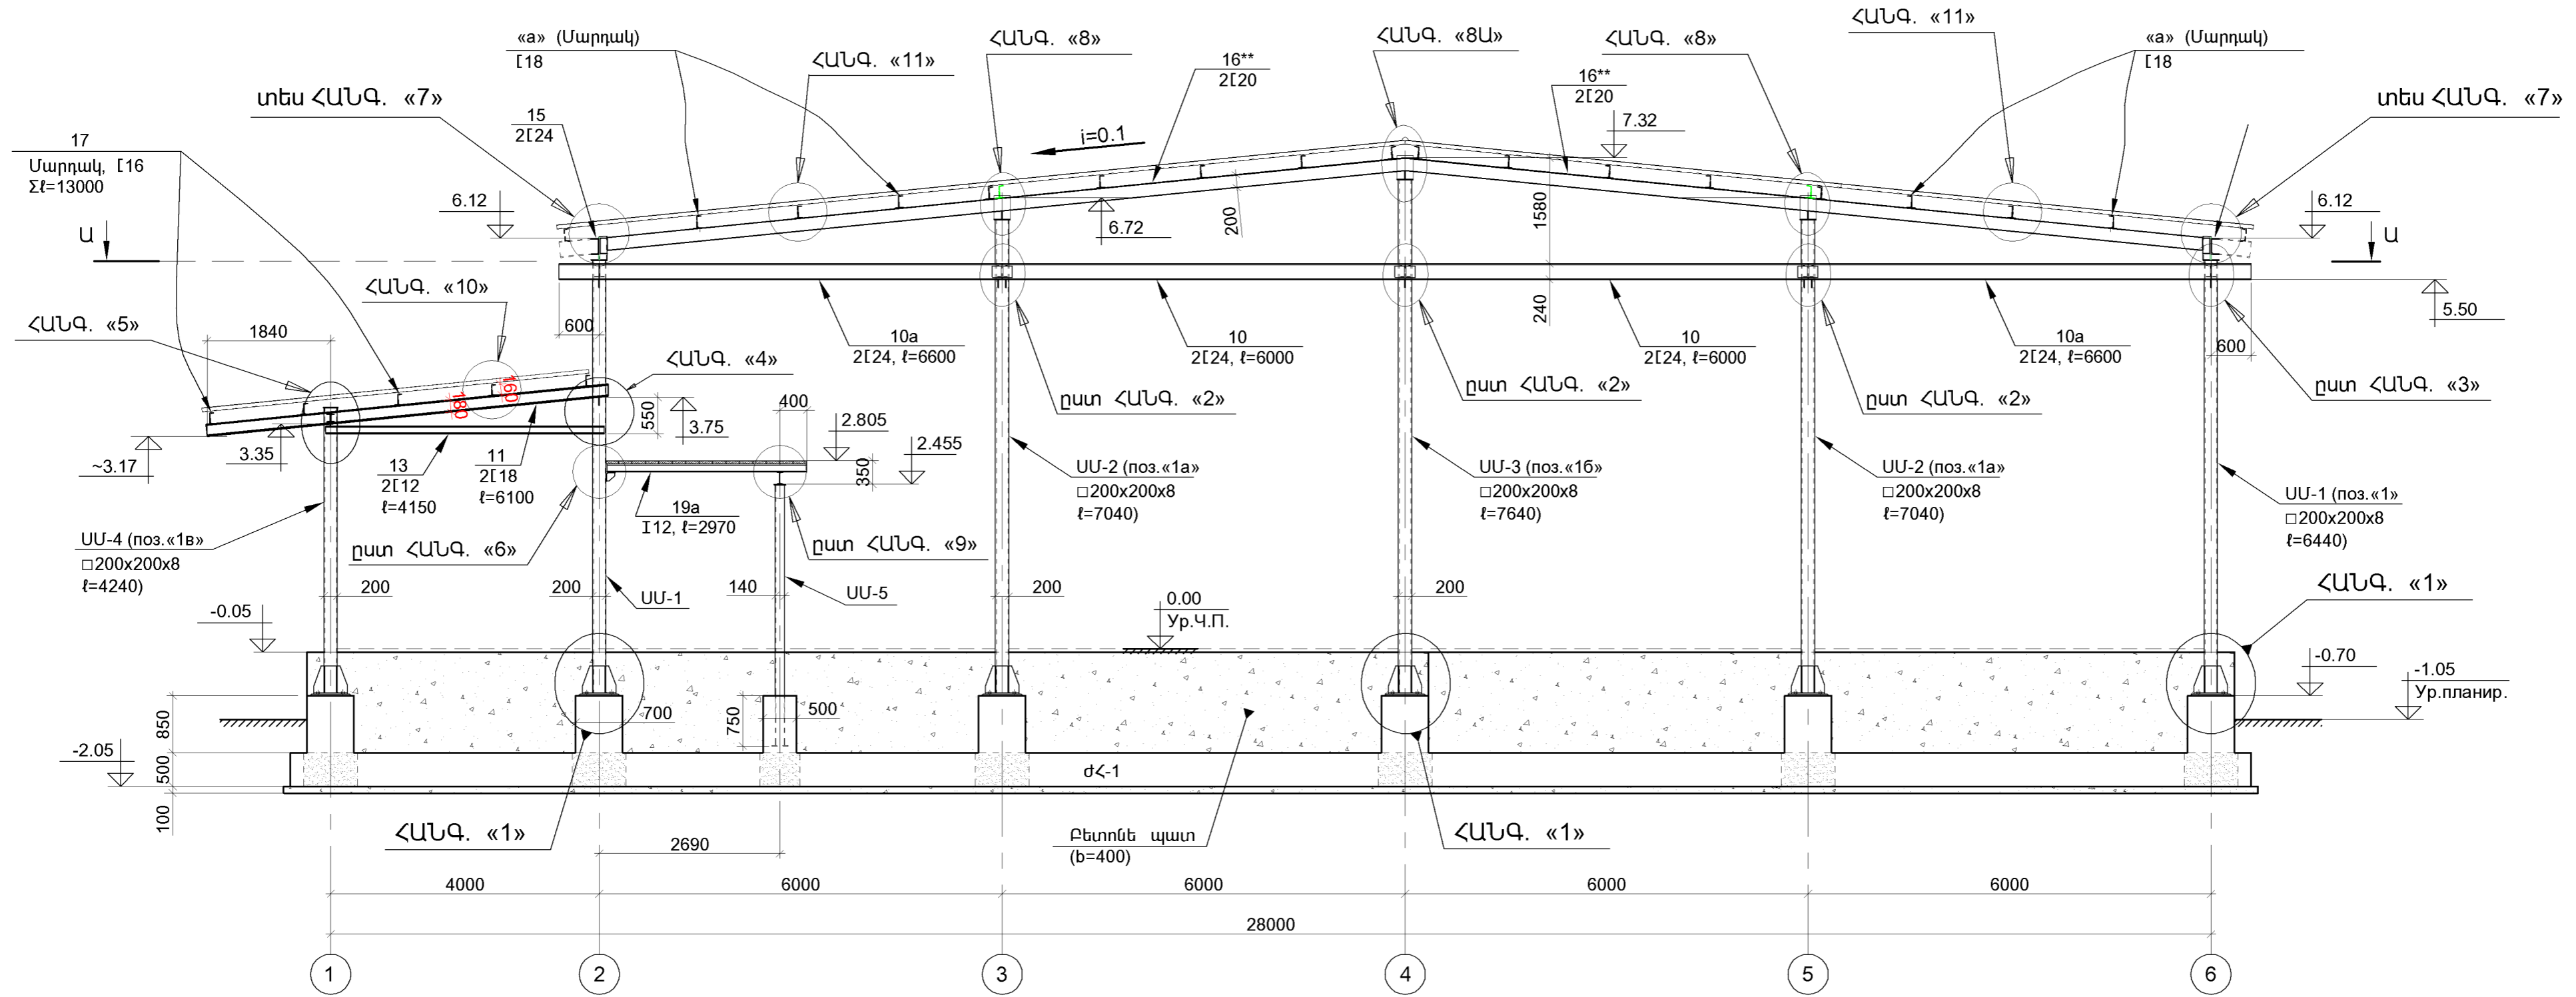 «а» (Մարդակ)
[18
ՀԱՆԳ. «11»
ՀԱՆԳ. «8»
16**
2[20
ՀԱՆԳ. «8Ա»
ՀԱՆԳ. «8»
16**
2[20
ՀԱՆԳ. «11»
«а» (Մարդակ)
[18
տես ՀԱՆԳ. «7»
15
2[24
i=0.1
7.32
տես ՀԱՆԳ. «7»
17
Մարդակ, [16
Σℓ=13000
6.12
6.72
200
1580
6.12
Ա
Ա
ՀԱՆԳ. «10»
ՀԱՆԳ. «5»
1840
600
240
5.50
10а
2[24, ℓ=6600
10
2[24, ℓ=6000
10
2[24, ℓ=6000
10а
2[24, ℓ=6600
600
ՀԱՆԳ. «4»
ըստ ՀԱՆԳ. «2»
ըստ ՀԱՆԳ. «2»
ըստ ՀԱՆԳ. «2»
ըստ ՀԱՆԳ. «3»
160
180
550
400
3.75
2.805
2.455
350
~3.17
3.35
13
2[12
ℓ=4150
11
2[18
ℓ=6100
19а
I12, ℓ=2970
ՍՄ-2 (поз.«1а»
□200x200x8
ℓ=7040)
ՍՄ-3 (поз.«1б»
□200x200x8
ℓ=7640)
ՍՄ-2 (поз.«1а»
□200x200x8
ℓ=7040)
ՍՄ-1 (поз.«1»
□200x200x8
ℓ=6440)
ՍՄ-4 (поз.«1в»
□200x200x8
ℓ=4240)
ըստ ՀԱՆԳ. «6»
ըստ ՀԱՆԳ. «9»
200
200
ՍՄ-1
140
ՍՄ-5
200
200
ՀԱՆԳ. «1»
-0.05
0.00
Ур.Ч.П.
-0.70
-1.05
Ур.планир.
850
700
750
500
-2.05
500
ԺՀ-1
100
ՀԱՆԳ. «1»
2690
Բետոնե պատ
(b=400)
ՀԱՆԳ. «1»
4000
6000
6000
6000
6000
28000
1
2
3
4
5
6